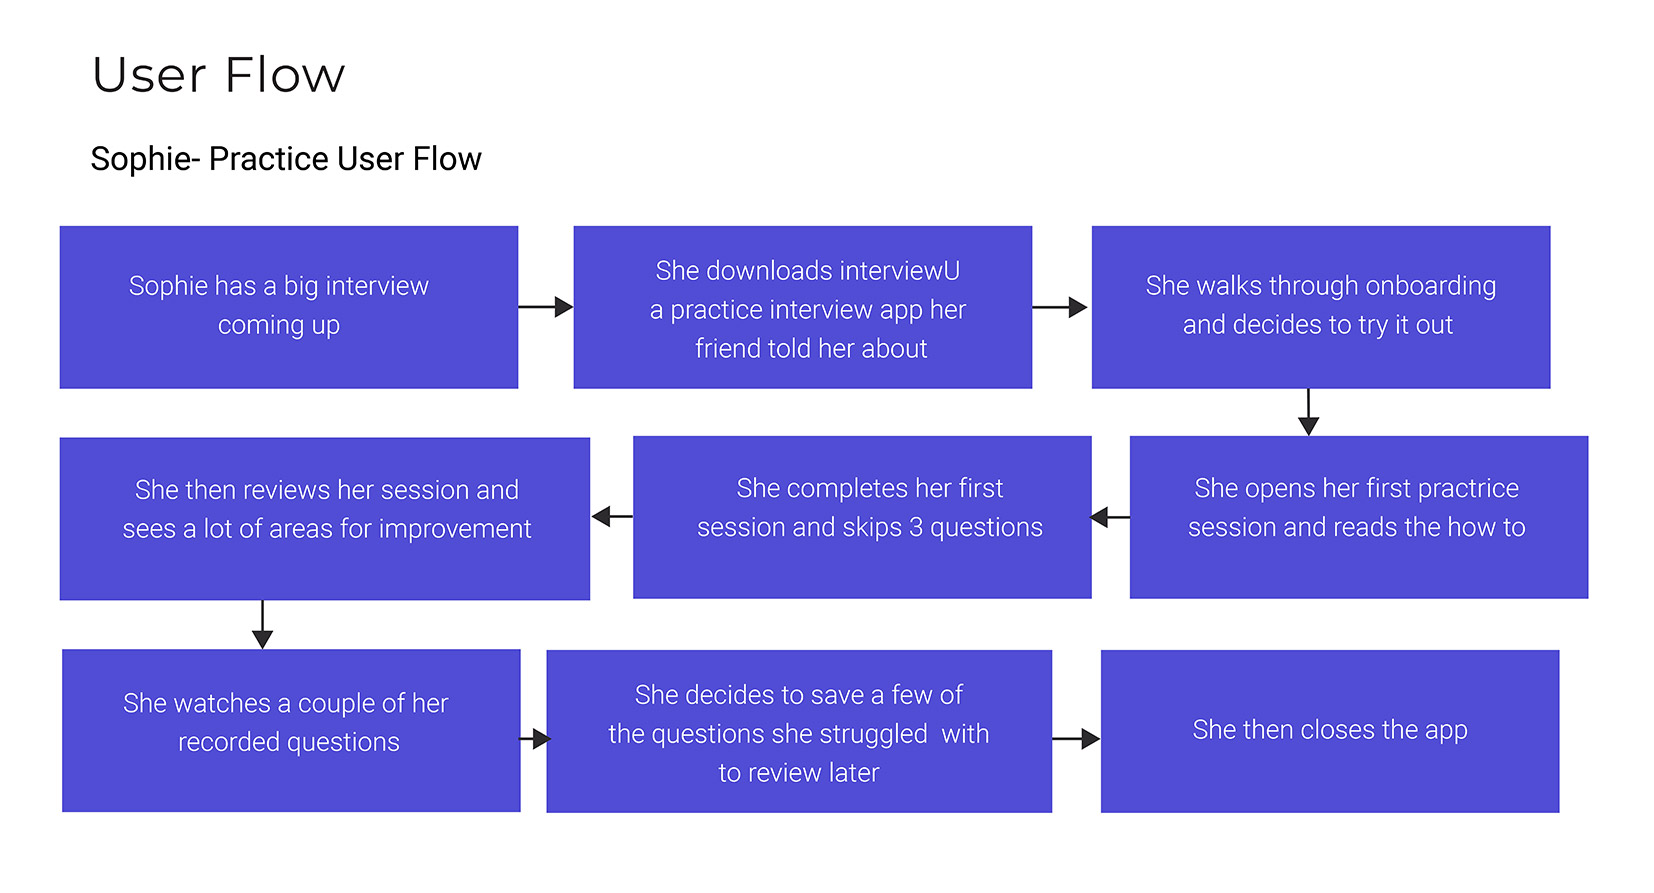 User Flow
Sophie- Practice User Flow
Sophie has a big interview
coming up
She downloads interviewU
a practice interview app her
friend told her about
She walks through onboarding
and decides to try it out
She opens her first practrice
session and reads the how to
She completes her first
session and skips 3 questions
She then reviews her session and
sees a lot of areas for improvement
She watches a couple of her
recorded questions
She decides to save a few of
the questions she struggled  with
to review later
She then closes the app